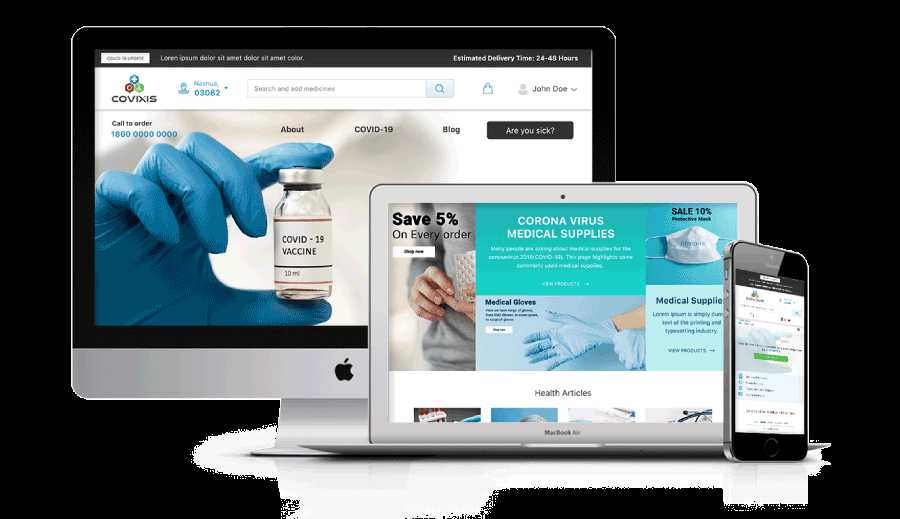 COVID-19 UPDATE
Loren ipsum dolor sit amet dolor sit amet color.
Estimated Delivery Time: 24-48 Hours
COVIXIS
Nashua,
03062
Search and add medicines
John Doe
Call to order
1800 0000 0000
About
COVID-19
Blog
Are you sick?
COVID - 19
VACCINE
10 ml
Save 5%
On Every order
Shop now
CORONA VIRUS
MEDICAL SUPPLIES
Many people are asking about medical supplies for the
coronavirus 2019 (COVID-19). This page highlights some
commonly used medical supplies.
VIEW PRODUCTS →
SALE 10%
Protective Mask
COVIXIS
Medical Gloves
Medical Supplies
Lorem Ipsum is simply dum
text of the printing and
typesetting industry.
VIEW PRODUCTS →
Health Articles
MacBook Air